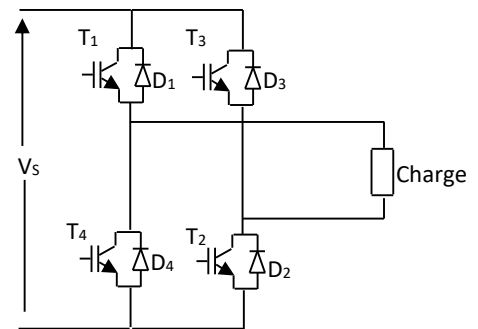 T1 T3
D1 D3
VS
Charge
T4 T2
D4 D2